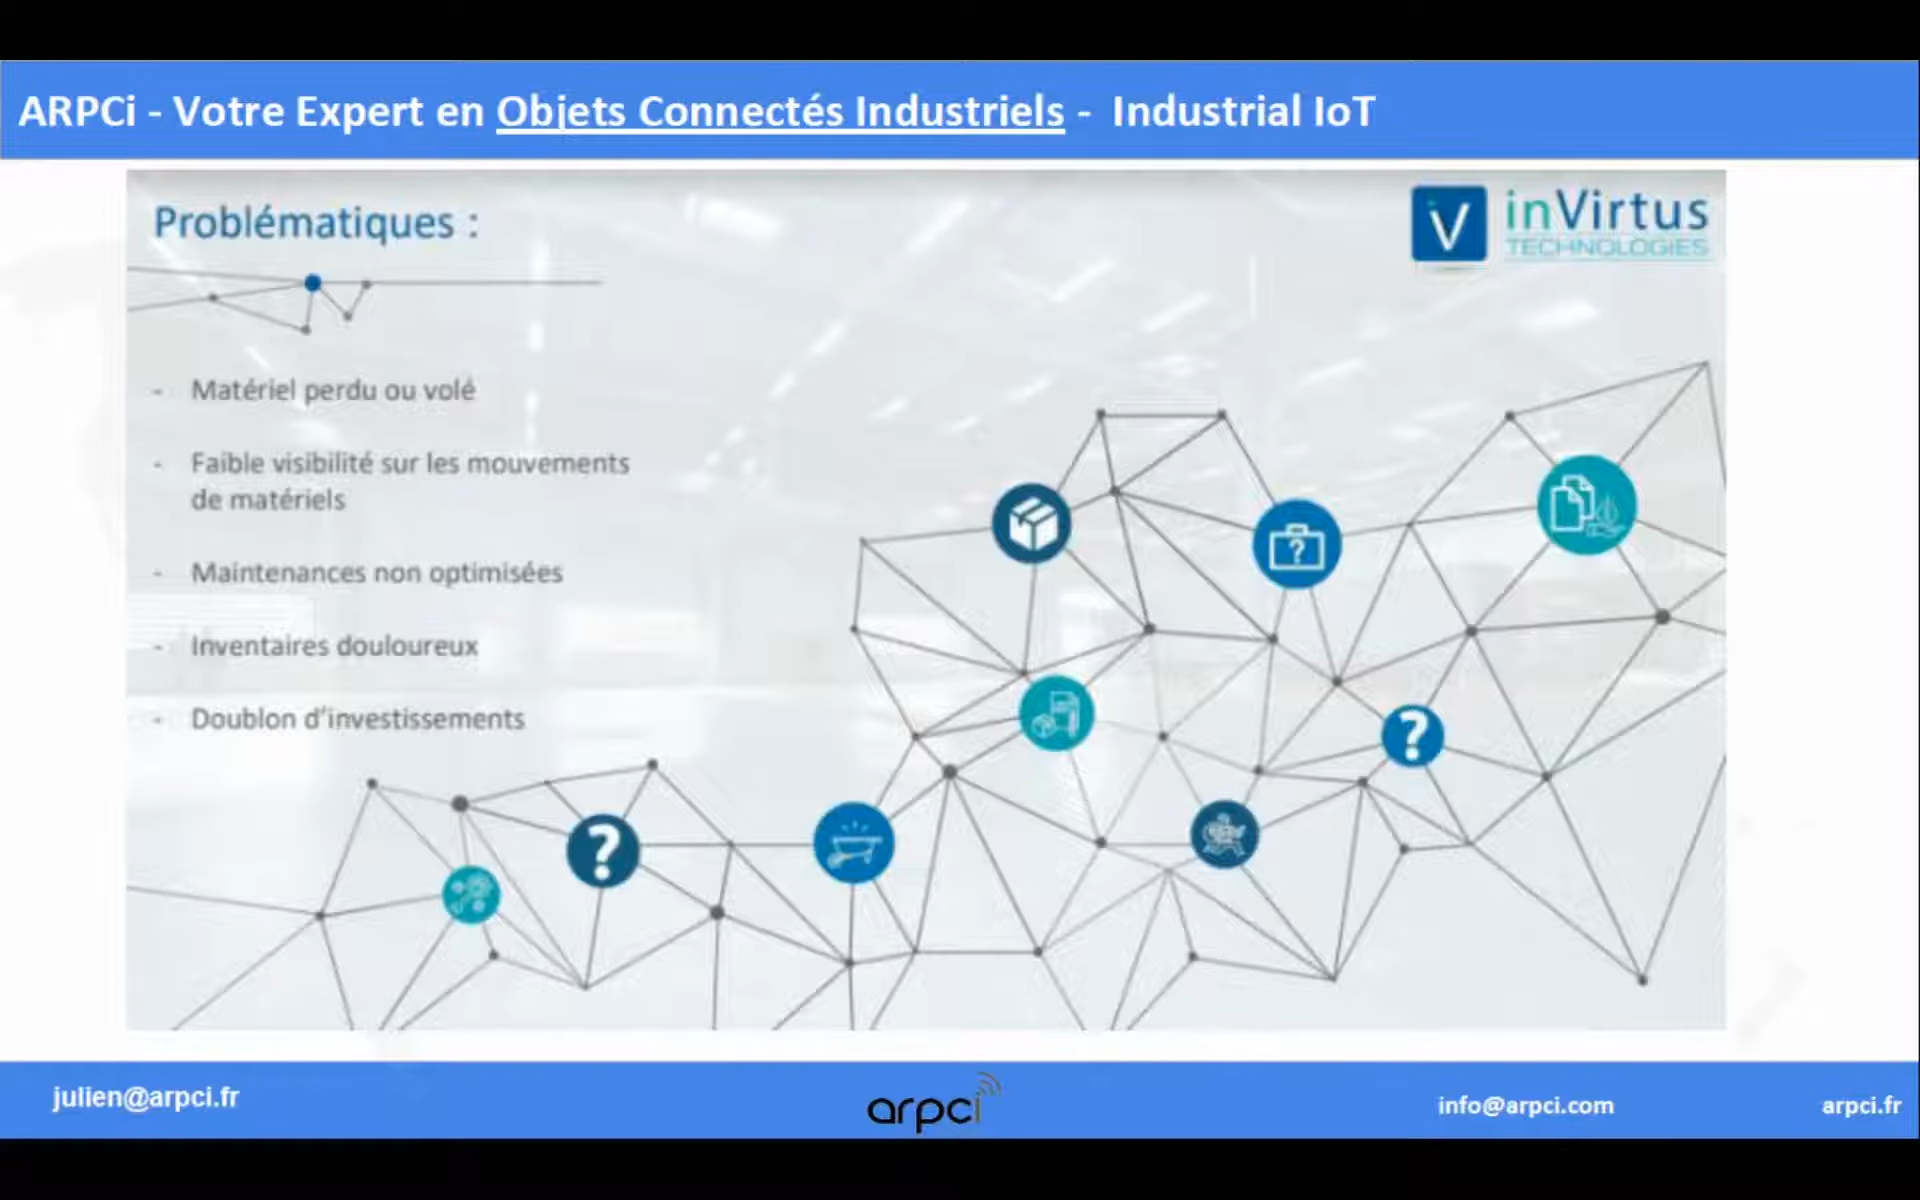 ARPCi - Votre Expert en Objets Connectés Industriels - Industrial IoT
Problématiques :
V inVirtus
TECHNOLOGIES
- Matériel perdu ou volé
- Faible visibilité sur les mouvements
de matériels
- Maintenances non optimisées
- Inventaires douloureux
- Doublon d'investissements
?
?
?
julien@arpci.fr
arpci
info@arpci.com
arpci.fr